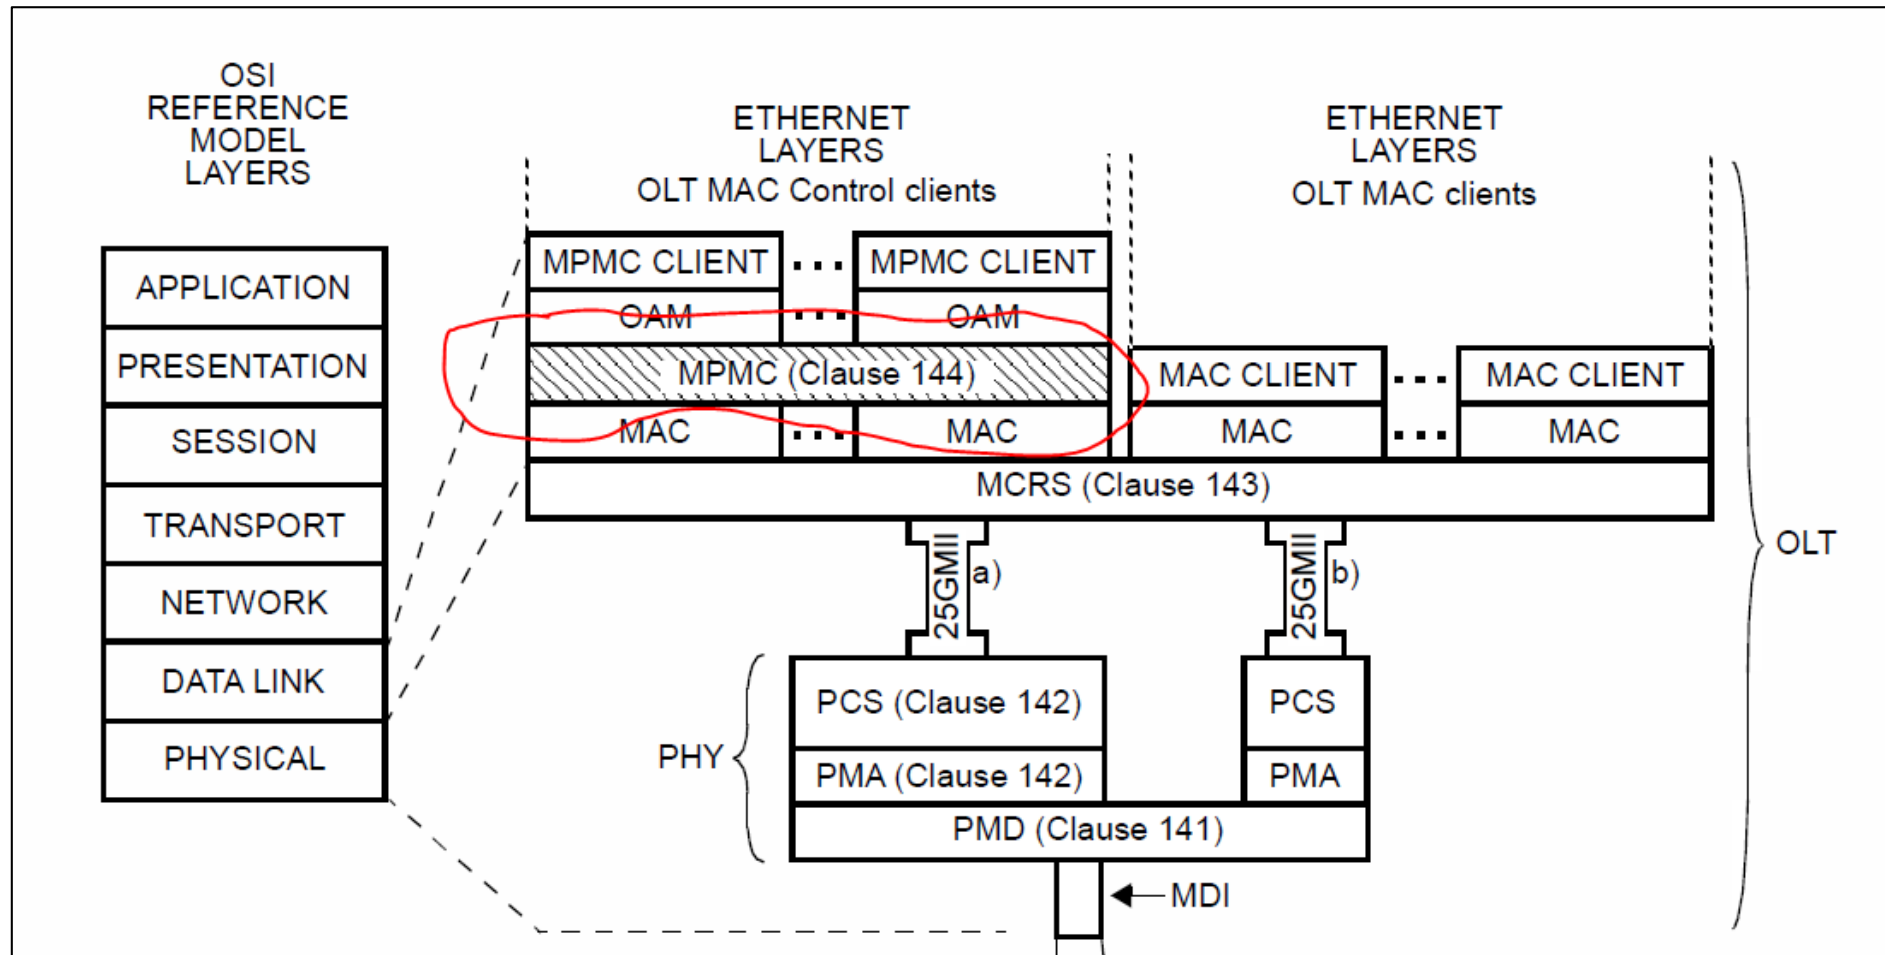 OSI
REFERENCE
MODEL
LAYERS
APPLICATION
PRESENTATION
SESSION
TRANSPORT
NETWORK
DATA LINK
PHYSICAL
ETHERNET
LAYERS
OLT MAC Control clients
ETHERNET
LAYERS
OLT MAC clients
MPMC CLIENT ... MPMC CLIENT
OAM ... OAM
MPMC (Clause 144)
MAC CLIENT ... MAC CLIENT
MAC ... MAC
MAC ... MAC
MCRS (Clause 143)
25GMII a)
25GMII b)
OLT
PHY
PCS (Clause 142)
PCS
PMA (Clause 142)
PMA
PMD (Clause 141)
MDI